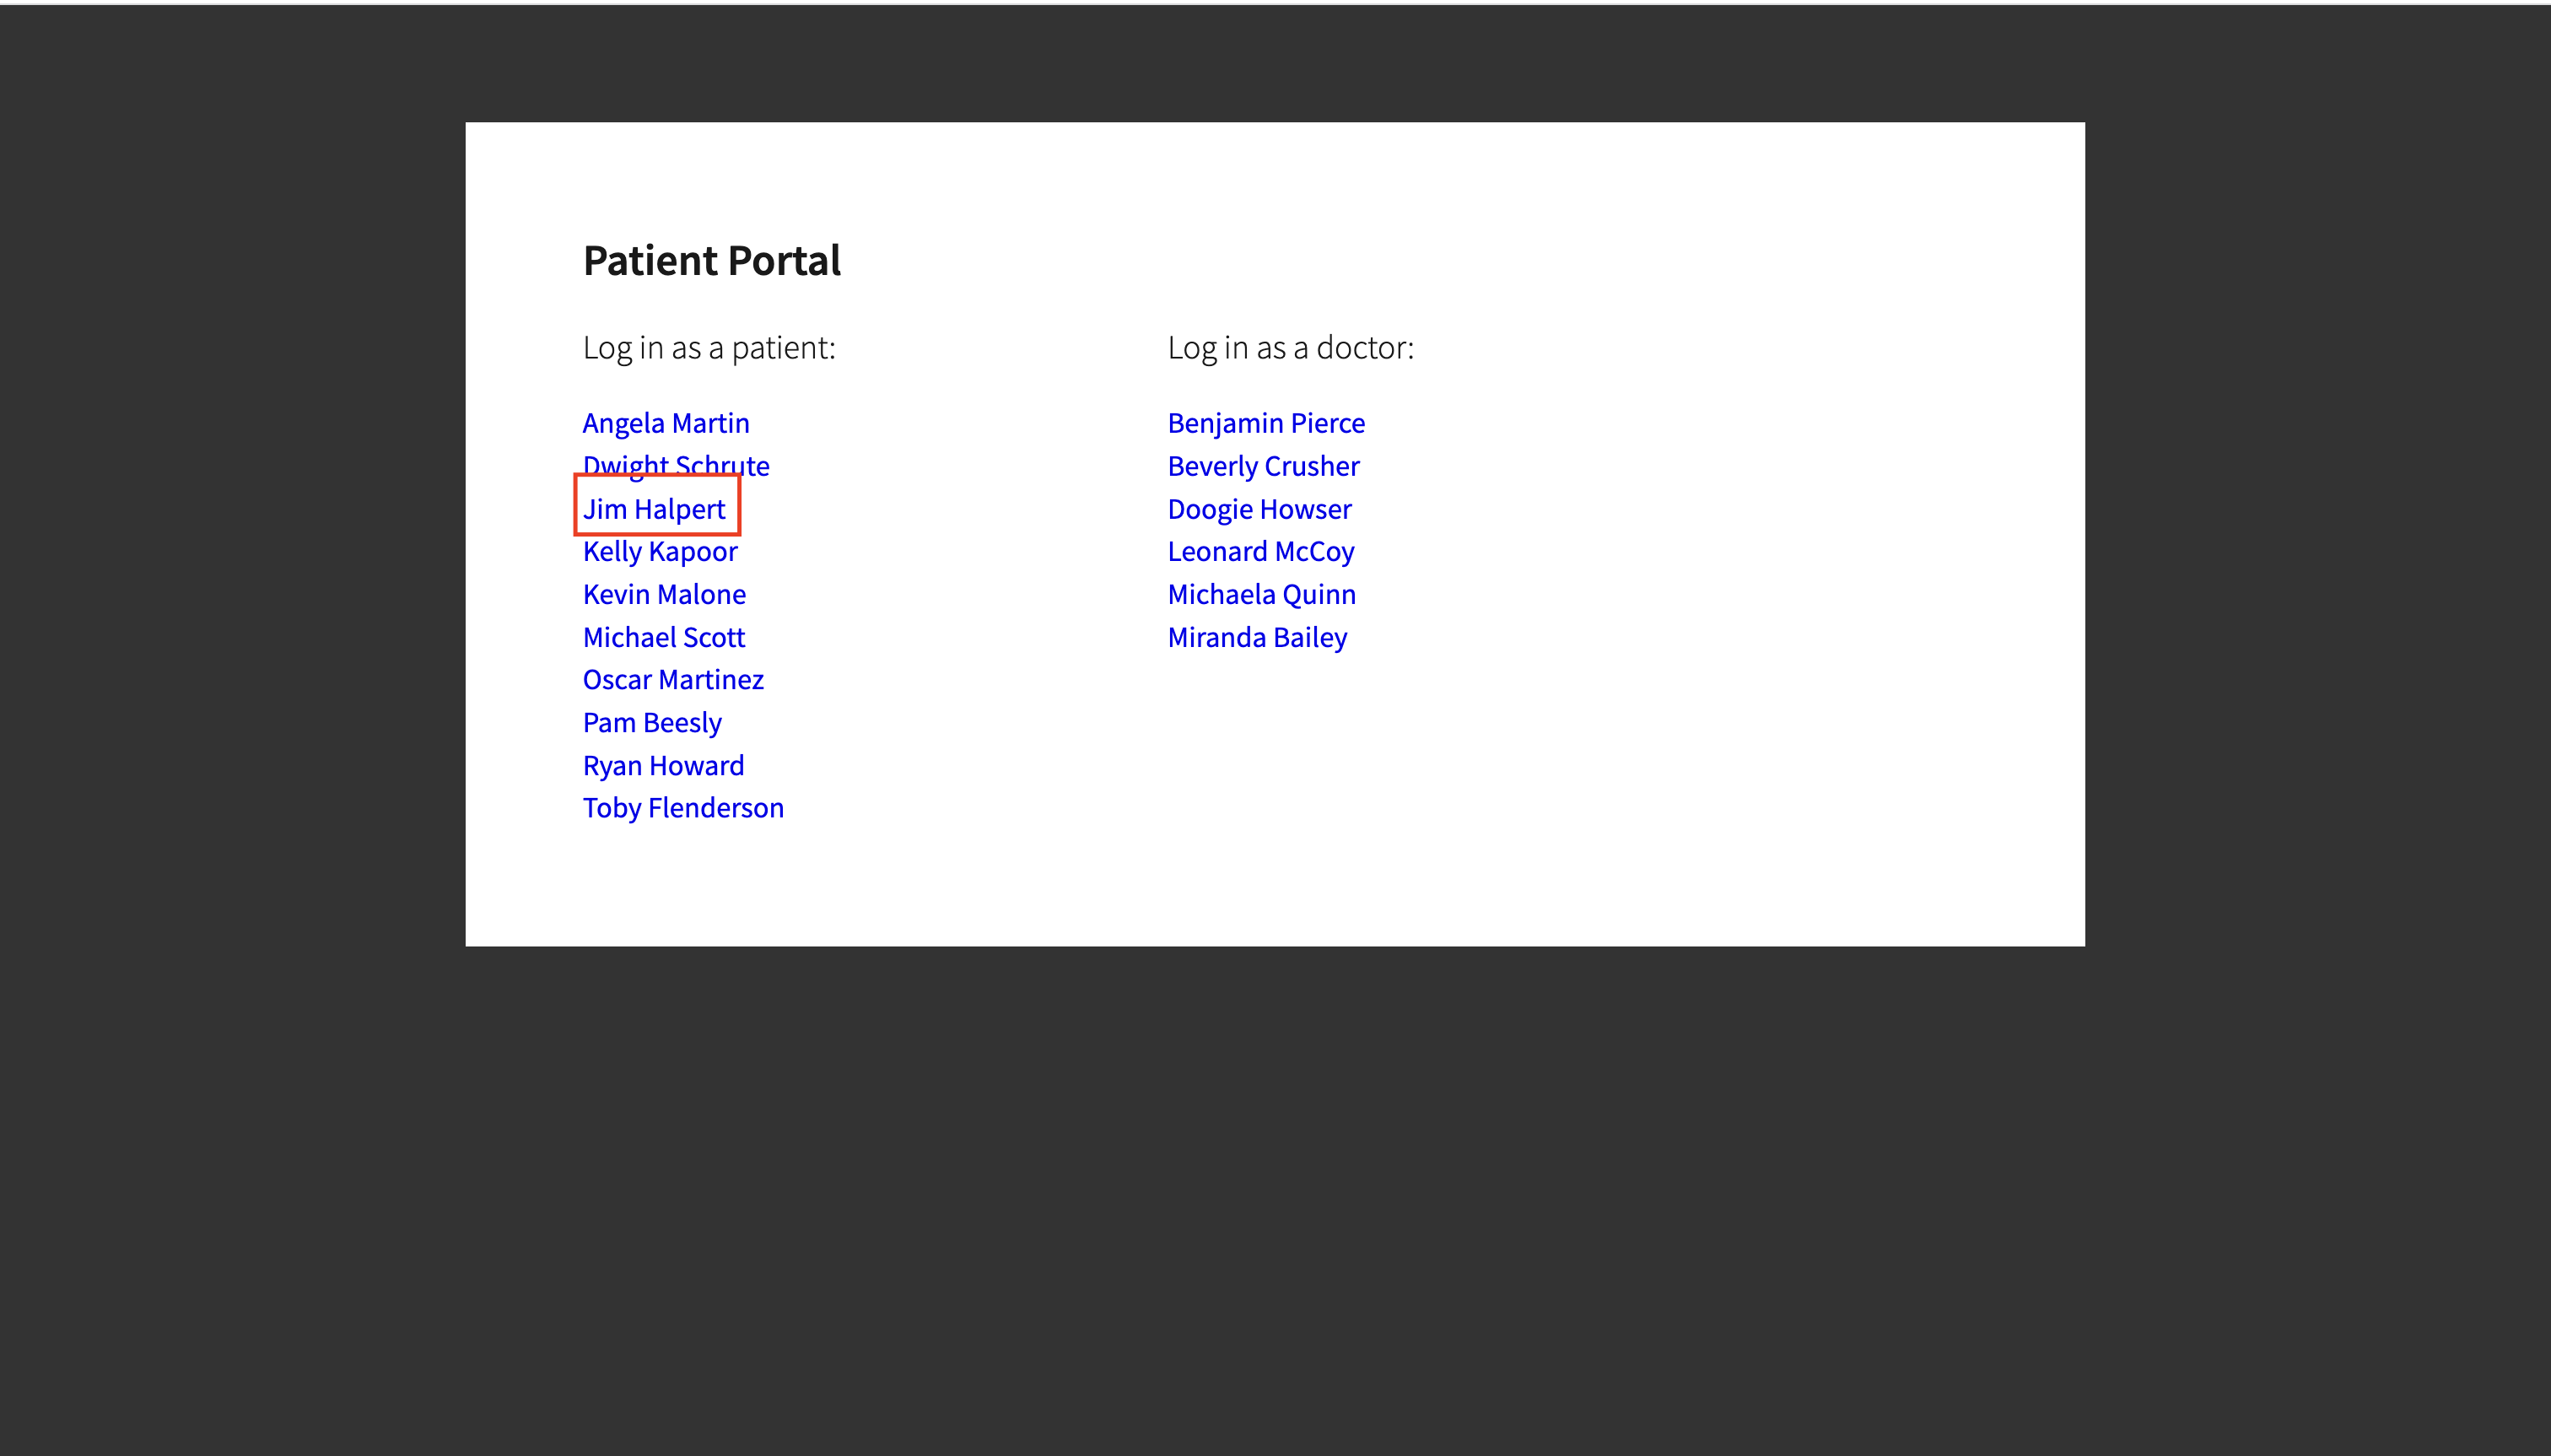 Patient Portal
Log in as a patient:
Angela Martin
Dwight Schrute
Jim Halpert
Kelly Kapoor
Kevin Malone
Michael Scott
Oscar Martinez
Pam Beesly
Ryan Howard
Toby Flenderson
Log in as a doctor:
Benjamin Pierce
Beverly Crusher
Doogie Howser
Leonard McCoy
Michaela Quinn
Miranda Bailey